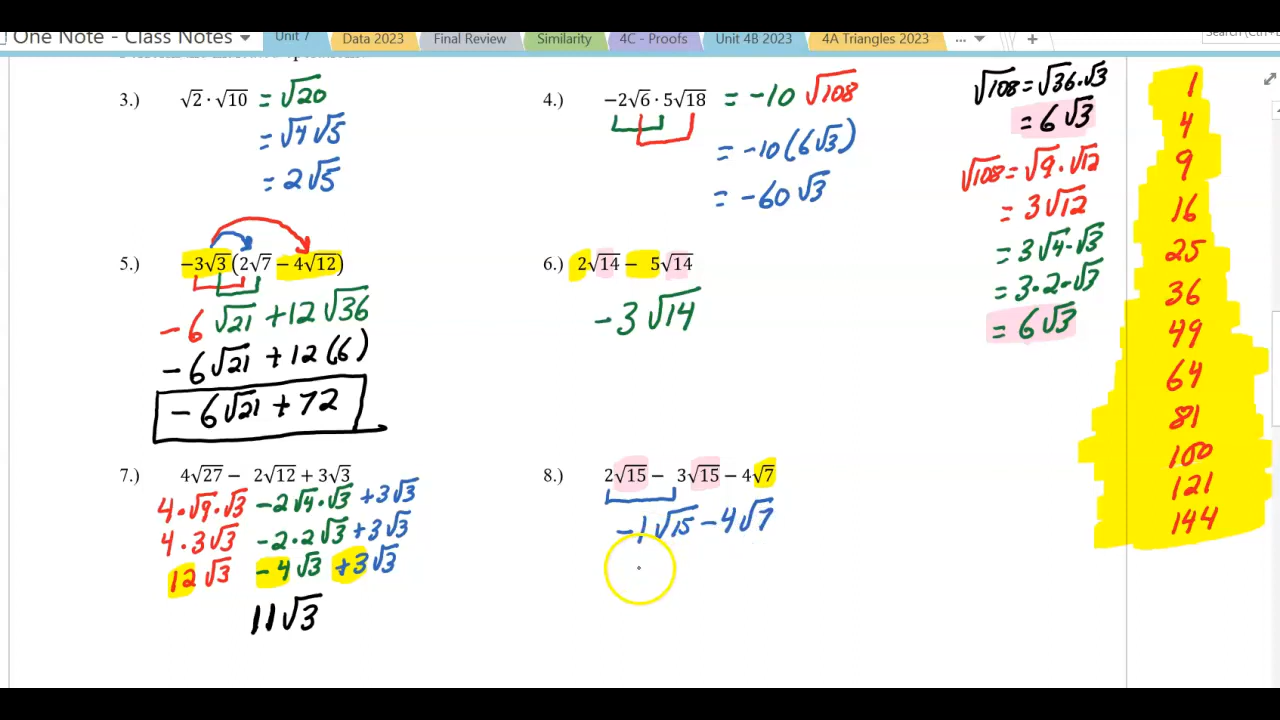 One Note - Class Notes
Unit 7
Data 2023
Final Review
Similarity
4C - Proofs
Unit 4B 2023
4A Triangles 2023
...
+
3.) √2 · √10 = √20
= √4 √5
= 2√5
4.) −2√6 · 5√18 = -10 √108
= -10(6√3)
= -60√3
√108 = √36·√3
= 6√3
√108 = √9·√12
= 3√12
= 3√4·√3
= 3·2·√3
= 6√3
1
4
9
16
25
36
49
64
81
100
121
144
5.) −3√3(2√7 − 4√12)
-6√21 + 12√36
-6√21 + 12(6)
-6√21 + 72
6.) 2√14 − 5√14
-3√14
7.) 4√27 − 2√12 + 3√3
4·√9·√3 -2√4·√3 +3√3
4·3√3 -2·2√3 +3√3
12√3 -4√3 +3√3
11√3
8.) 2√15 − 3√15 − 4√7
-1√15 - 4√7